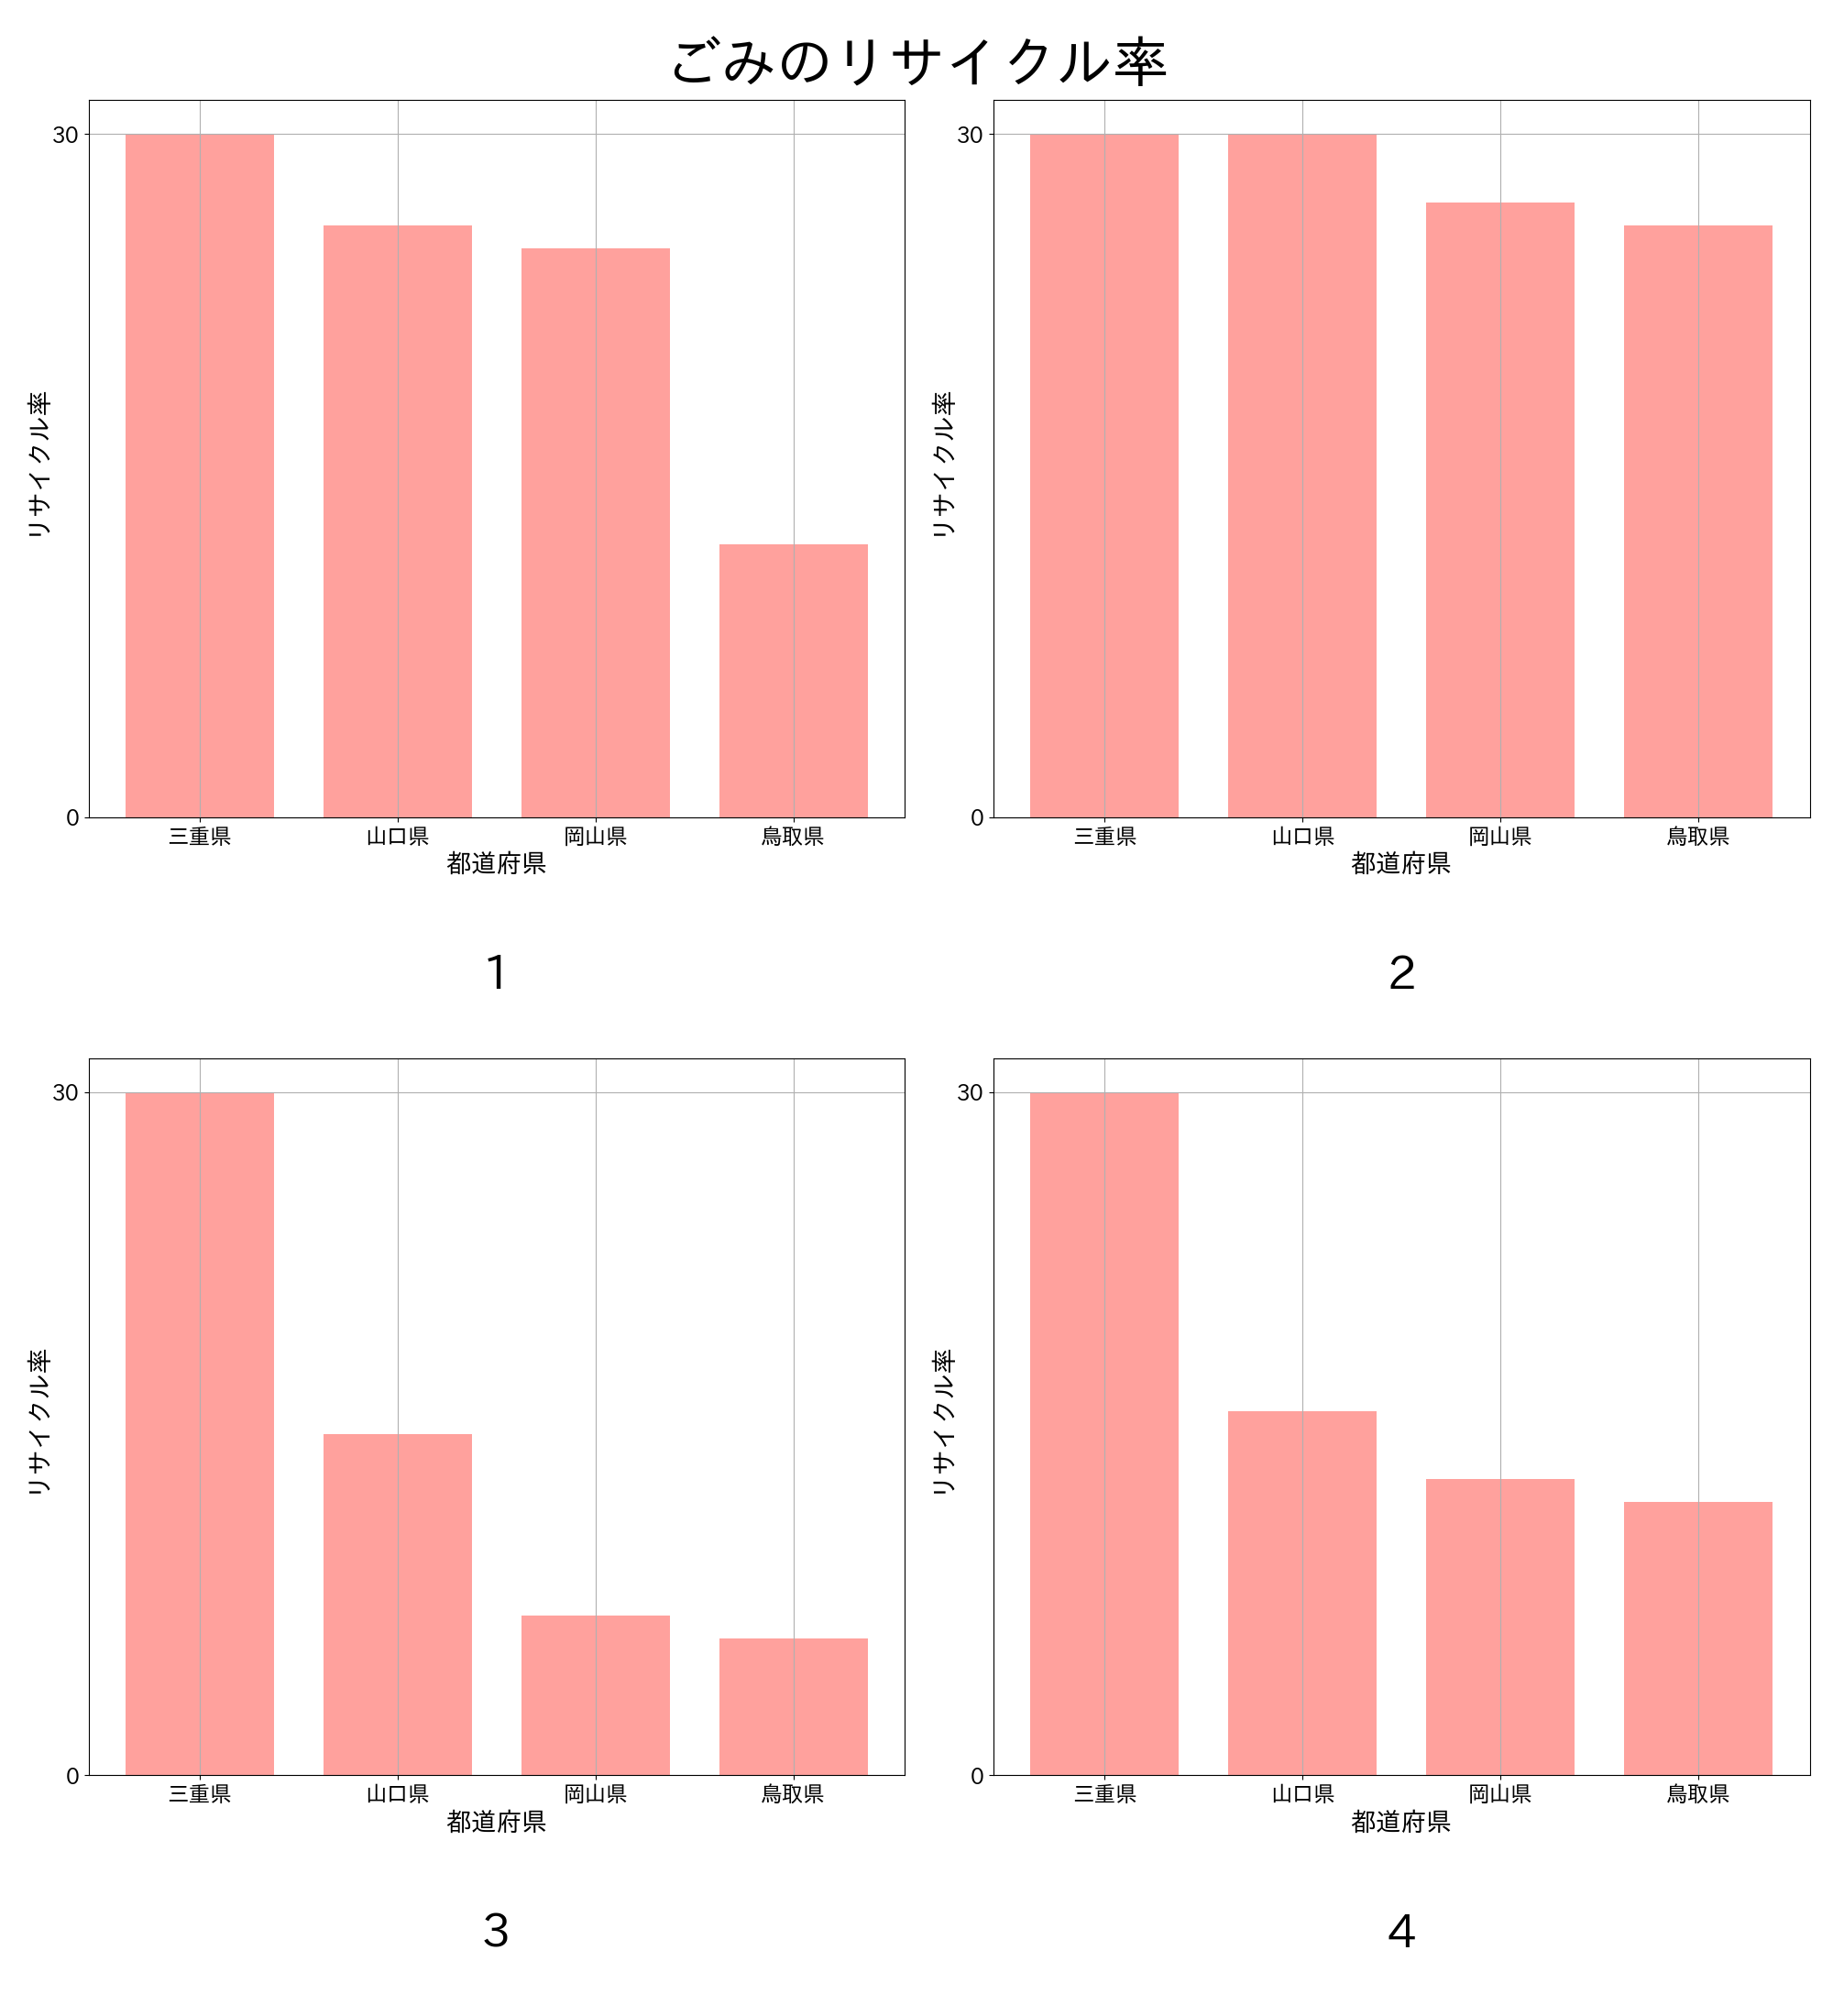 ごみのリサイクル率
30
0
リサイクル率
三重県 山口県 岡山県 鳥取県
都道府県
1
30
0
リサイクル率
三重県 山口県 岡山県 鳥取県
都道府県
2
30
0
リサイクル率
三重県 山口県 岡山県 鳥取県
都道府県
3
30
0
リサイクル率
三重県 山口県 岡山県 鳥取県
都道府県
4